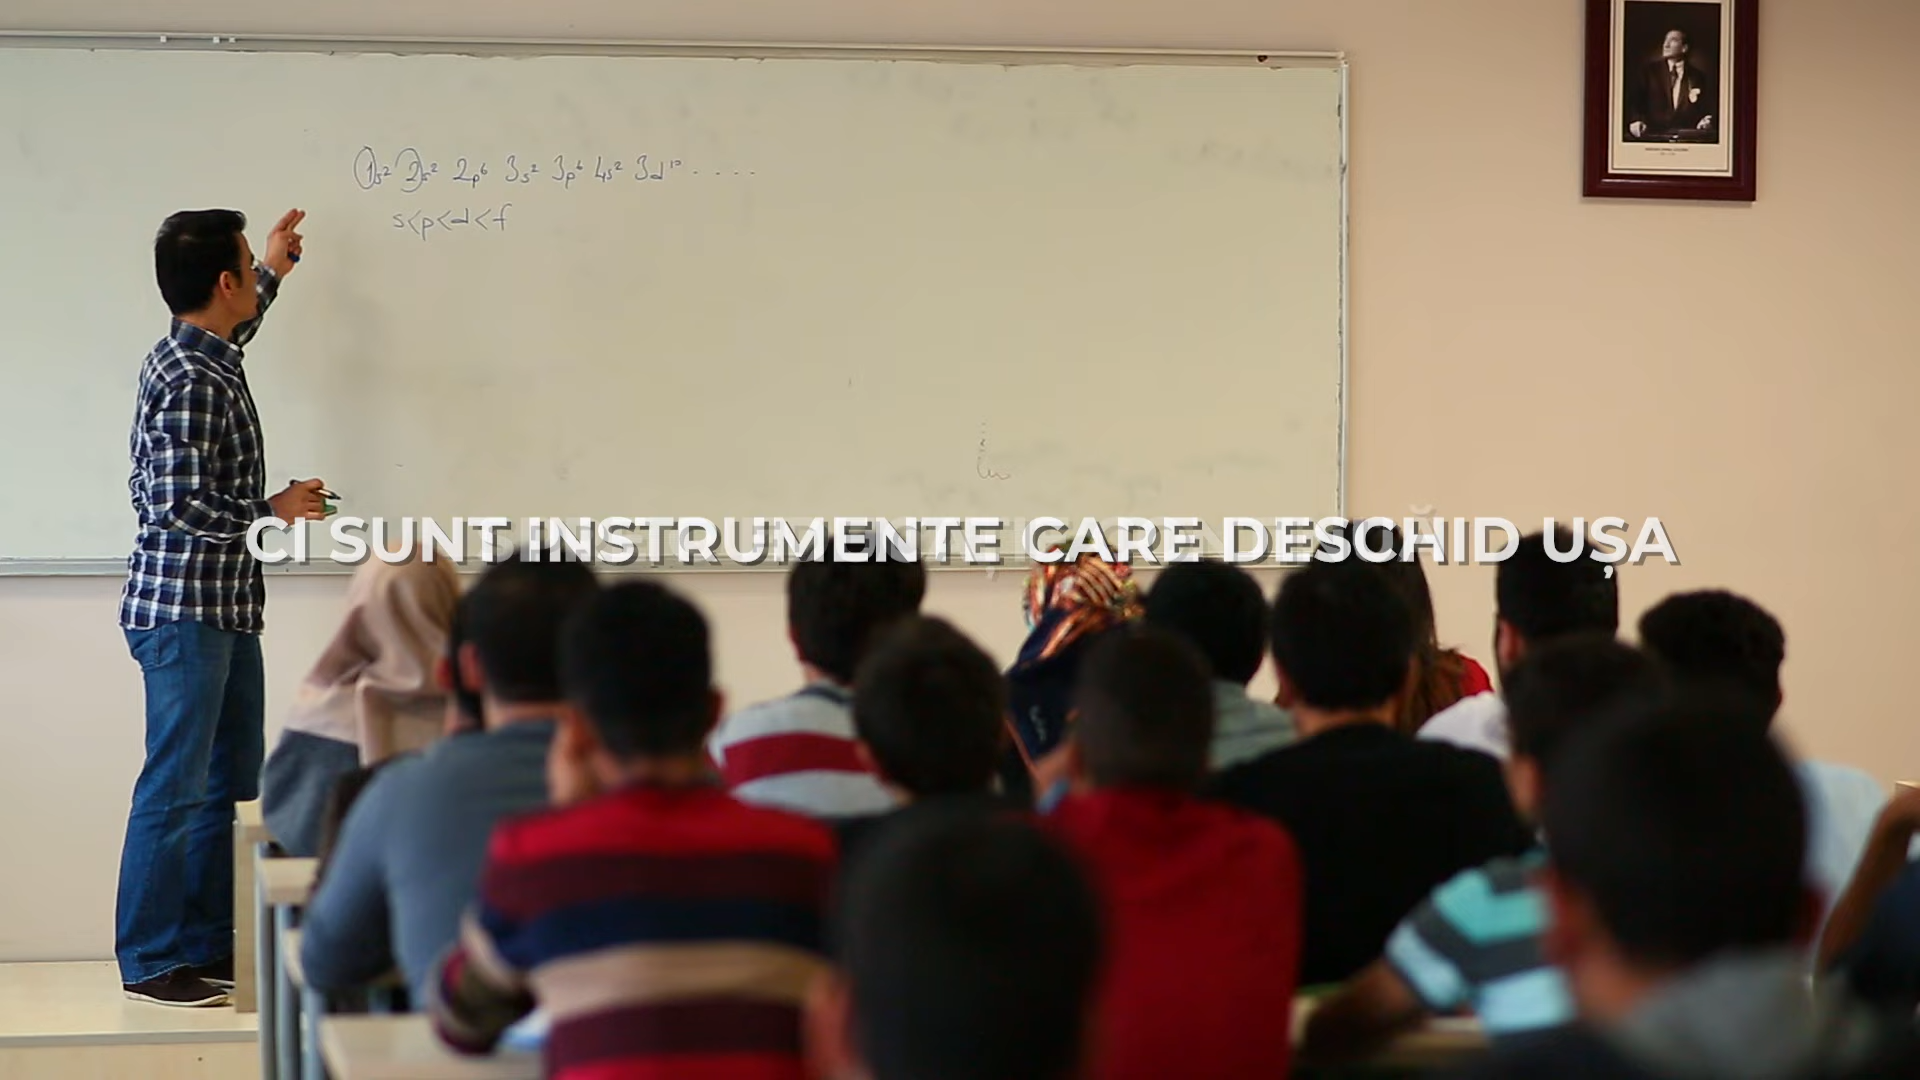 1s² 2s² 2p⁶ 3s² 3p⁶ 4s² 3d¹⁰ . . . .
s<p<d<f
CI SUNT INSTRUMENTE CARE DESCHID UȘA